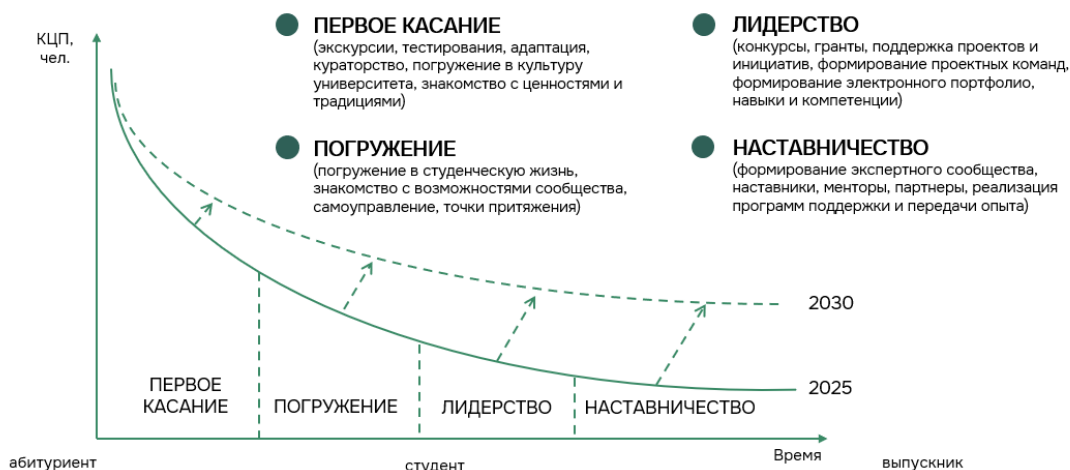 КЦП,
чел.
ПЕРВОЕ КАСАНИЕ
(экскурсии, тестирования, адаптация,
кураторство, погружение в культуру
университета, знакомство с ценностями и
традициями)
ПОГРУЖЕНИЕ
(погружение в студенческую жизнь,
знакомство с возможностями сообщества,
самоуправление, точки притяжения)
ЛИДЕРСТВО
(конкурсы, гранты, поддержка проектов и
инициатив, формирование проектных команд,
формирование электронного портфолио,
навыки и компетенции)
НАСТАВНИЧЕСТВО
(формирование экспертного сообщества,
наставники, менторы, партнеры, реализация
программ поддержки и передачи опыта)
2030
2025
ПЕРВОЕ
КАСАНИЕ
ПОГРУЖЕНИЕ
ЛИДЕРСТВО
НАСТАВНИЧЕСТВО
Время
абитуриент
студент
выпускник